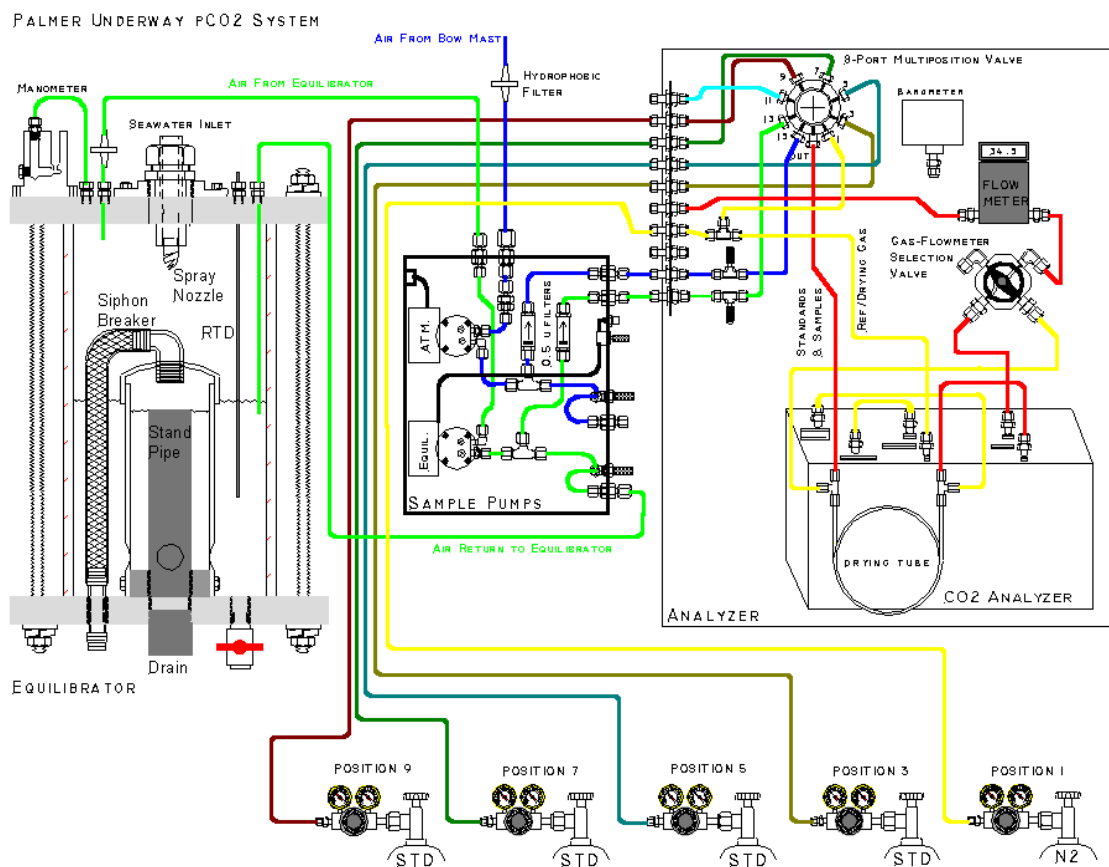 PALMER UNDERWAY PCO2 SYSTEM
AIR FROM BOW MAST
AIR FROM EQUILIBRATOR
HYDROPHOBIC
FILTER
MANOMETER
SEAWATER INLET
Spray
Nozzle
Siphon
Breaker
RTD
Stand
Pipe
Drain
EQUILIBRATOR
ATM.
EQUIL.
0.5 U FILTERS
SAMPLE PUMPS
AIR RETURN TO EQUILIBRATOR
8-PORT MULTIPOSITION VALVE
9
7
5
11
3
13
1
15
2
OUT
BAROMETER
34.5
FLOW
METER
GAS-FLOWMETER
SELECTION
VALVE
STANDARDS
& SAMPLES
REF/DRYING GAS
DRYING TUBE
CO2 ANALYZER
ANALYZER
POSITION 9
POSITION 7
POSITION 5
POSITION 3
POSITION 1
STD
STD
STD
STD
N2